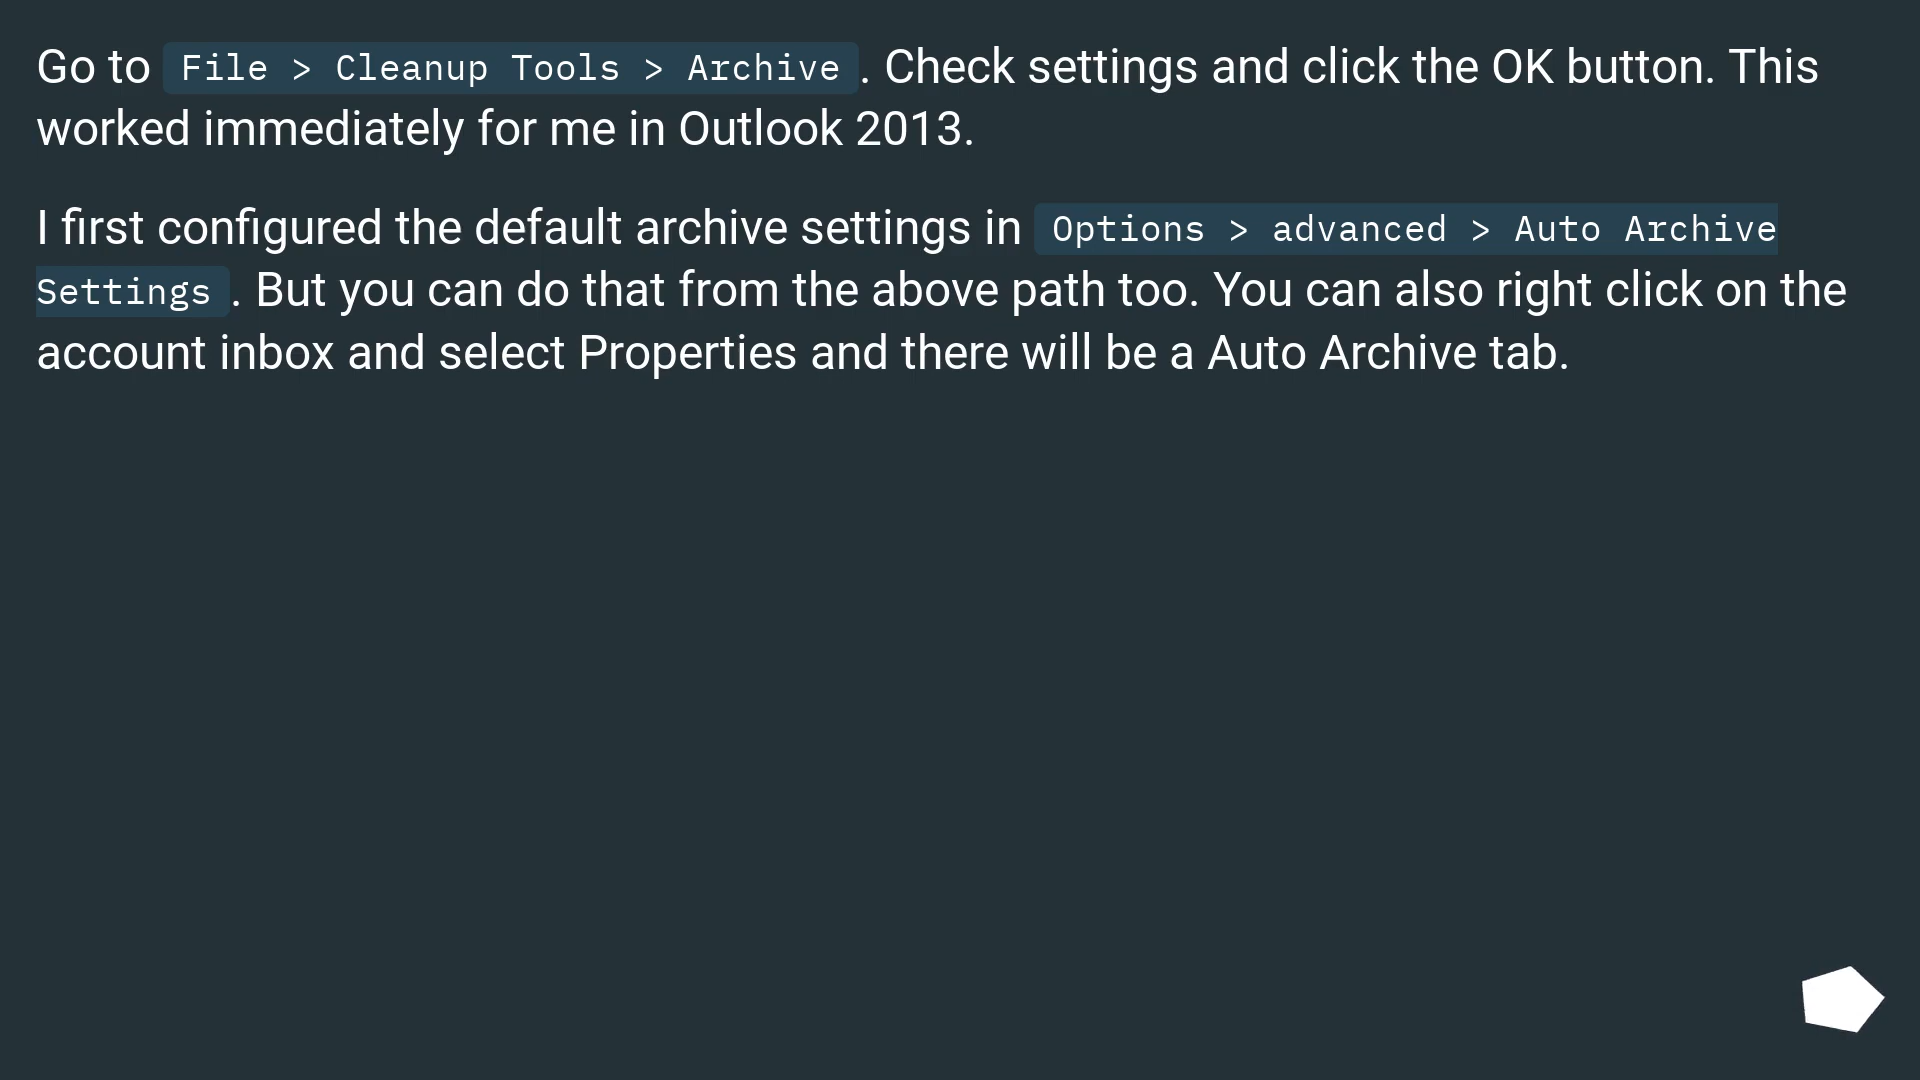 Go to File > Cleanup Tools > Archive . Check settings and click the OK button. This
worked immediately for me in Outlook 2013.
I first configured the default archive settings in Options > advanced > Auto Archive
Settings . But you can do that from the above path too. You can also right click on the
account inbox and select Properties and there will be a Auto Archive tab.